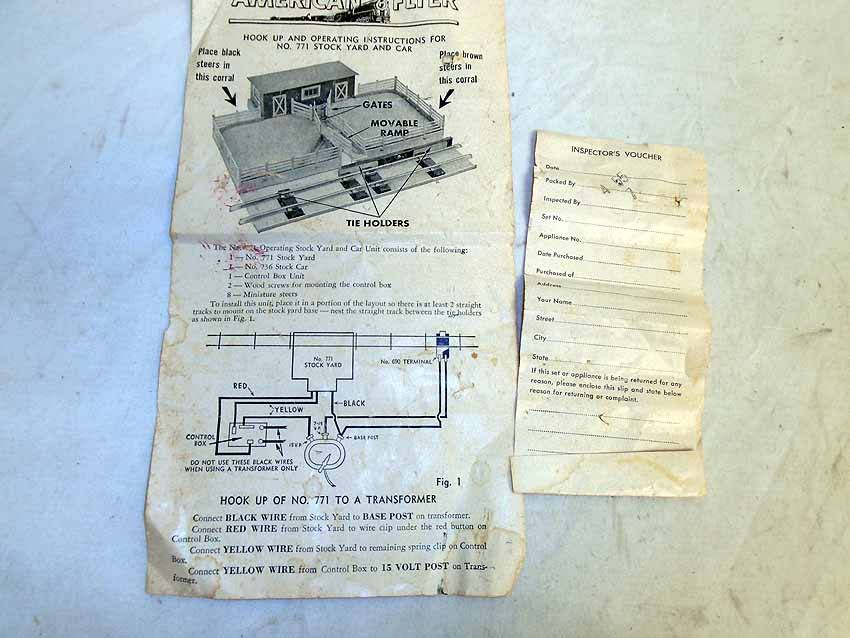 AMERICAN FLYER
HOOK UP AND OPERATING INSTRUCTIONS FOR
NO. 771 STOCK YARD AND CAR
Place black
steers in
this corral
Place brown
steers in
this corral
GATES
MOVABLE
RAMP
TIE HOLDERS
The No. 771 Operating Stock Yard and Car Unit consists of the following:
1 — No. 771 Stock Yard
1 — No. 736 Stock Car
1 — Control Box Unit
2 — Wood screws for mounting the control box
8 — Miniature steers
To install this unit, place it in a portion of the layout so there is at least 2 straight
tracks to mount on the stock yard base — nest the straight track between the tie holders
as shown in Fig. 1.
No. 771
STOCK YARD
No. 690 TERMINAL
RED
YELLOW
BLACK
CONTROL
BOX
7-15
V.P.
15 V.P.
BASE POST
DO NOT USE THESE BLACK WIRES
WHEN USING A TRANSFORMER ONLY
Fig. 1
HOOK UP OF NO. 771 TO A TRANSFORMER
Connect BLACK WIRE from Stock Yard to BASE POST on transformer.
Connect RED WIRE from Stock Yard to wire clip under the red button on
Control Box.
Connect YELLOW WIRE from Stock Yard to remaining spring clip on Control
Box.
Connect YELLOW WIRE from Control Box to 15 VOLT POST on Trans-
former.
INSPECTOR'S VOUCHER
Date
Packed By
Inspected By
Set No.
Appliance No.
Date Purchased
Purchased of
Address
Your Name
Street
City
State
If this set or appliance is being returned for any
reason, please enclose this slip and state below
reason for returning or complaint.